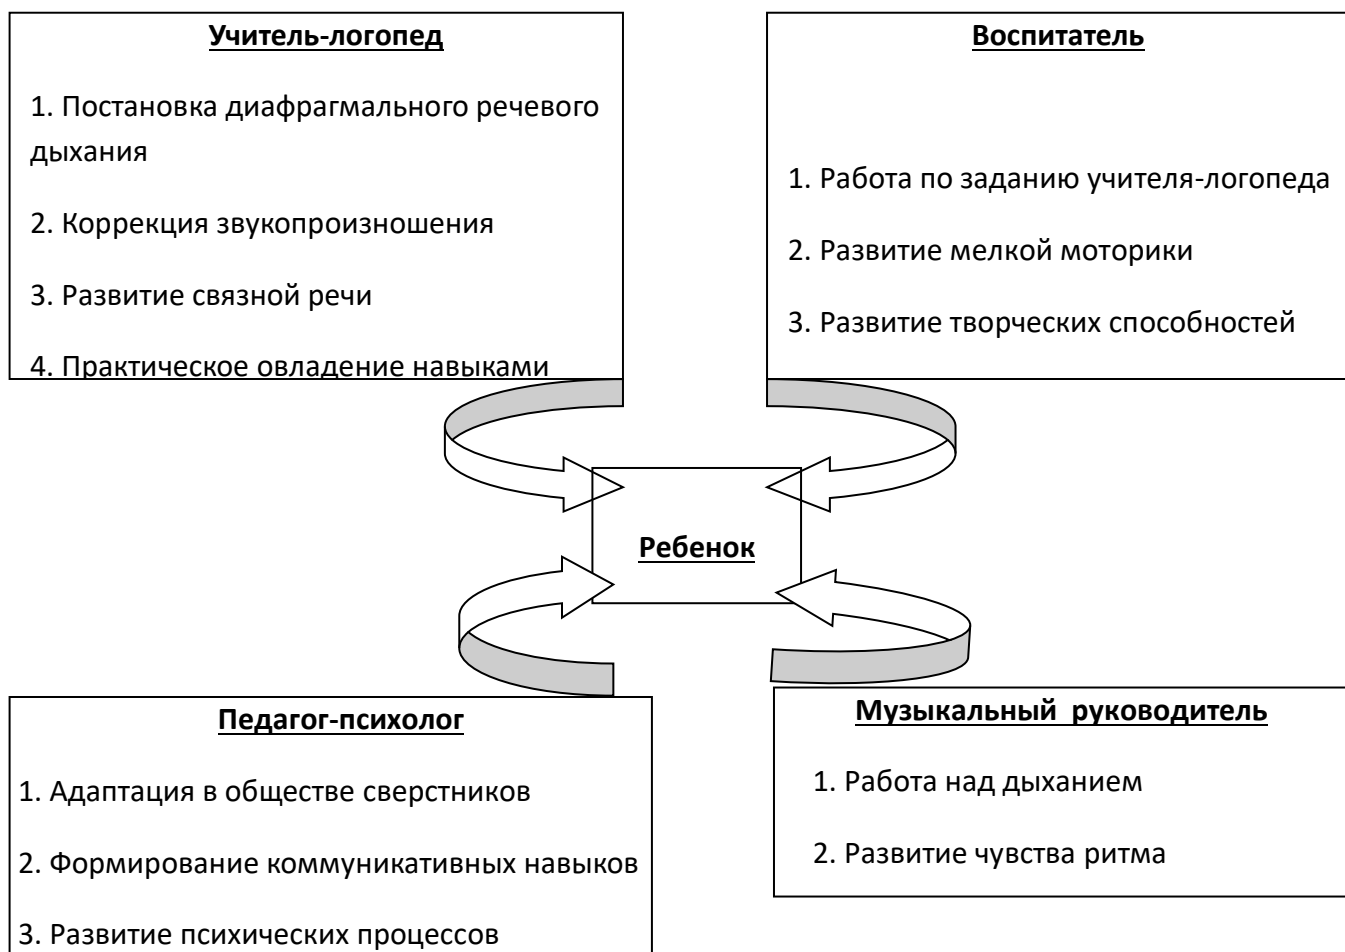 Учитель-логопед
1. Постановка диафрагмального речевого
дыхания
2. Коррекция звукопроизношения
3. Развитие связной речи
4. Практическое овладение навыками
Воспитатель
1. Работа по заданию учителя-логопеда
2. Развитие мелкой моторики
3. Развитие творческих способностей
Ребенок
Педагог-психолог
1. Адаптация в обществе сверстников
2. Формирование коммуникативных навыков
3. Развитие психических процессов
Музыкальный руководитель
1. Работа над дыханием
2. Развитие чувства ритма